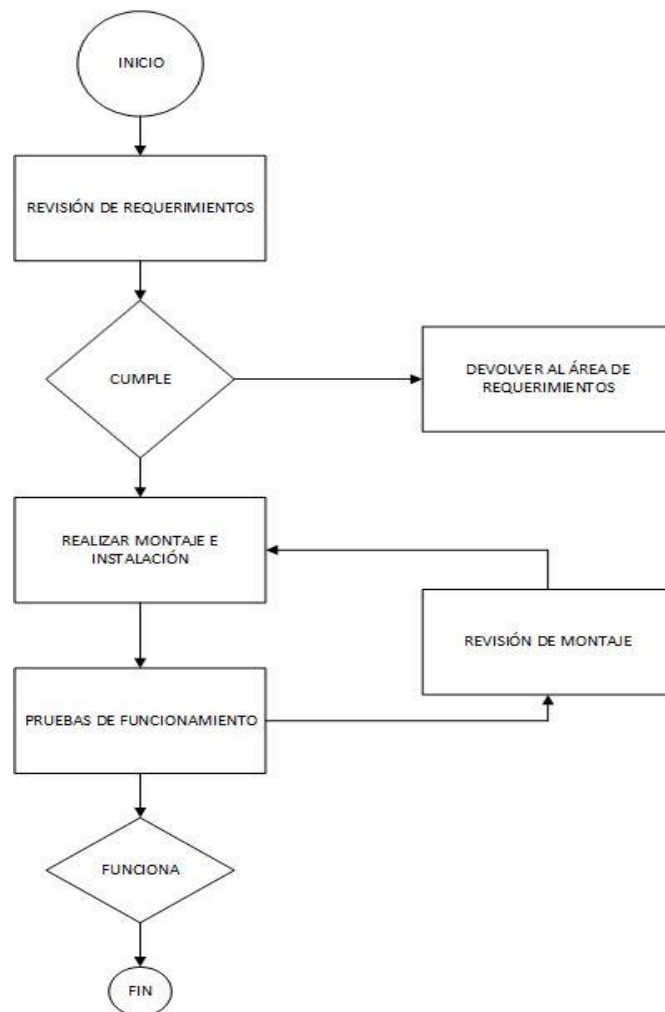 INICIO
REVISIÓN DE REQUERIMIENTOS
CUMPLE
DEVOLVER AL ÁREA DE
REQUERIMIENTOS
REALIZAR MONTAJE E
INSTALACIÓN
REVISIÓN DE MONTAJE
PRUEBAS DE FUNCIONAMIENTO
FUNCIONA
FIN